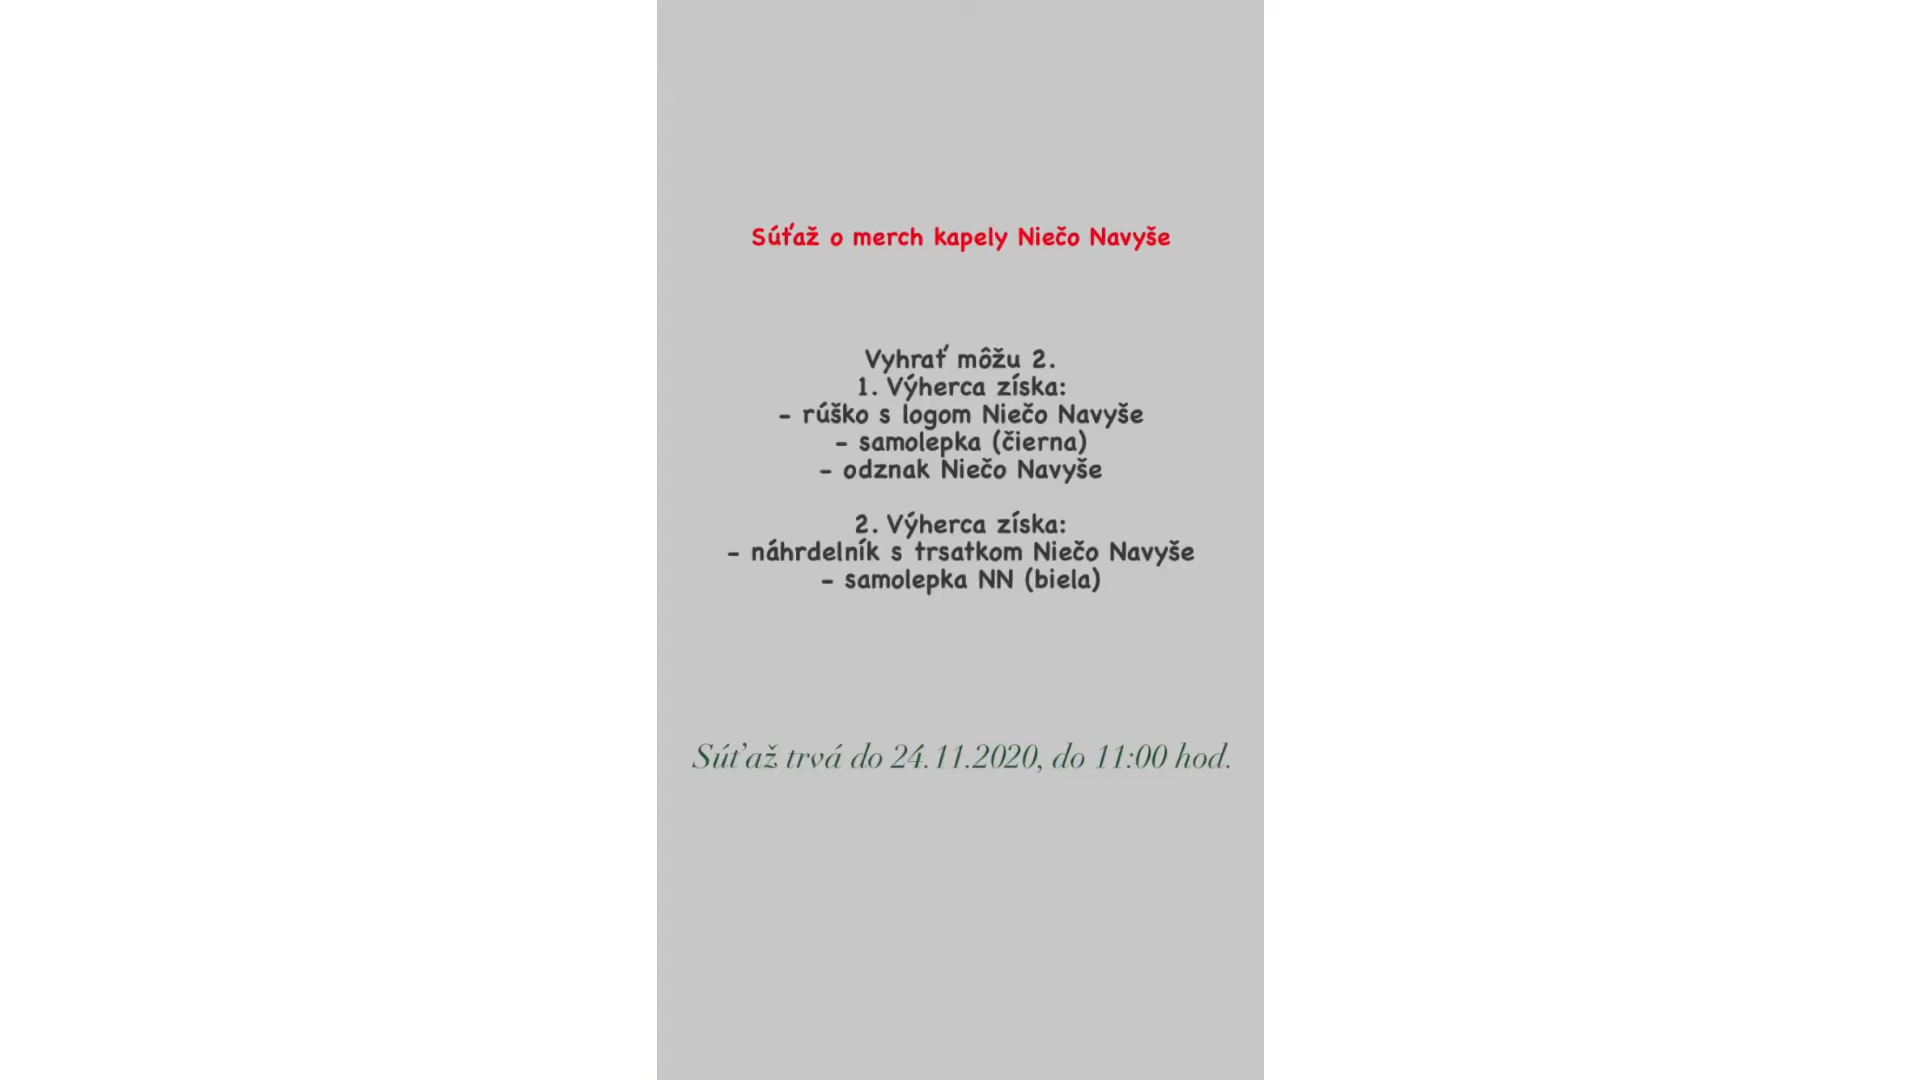 Súťaž o merch kapely Niečo Navyše
Vyhrať môžu 2.
1. Výherca získa:
- rúško s logom Niečo Navyše
- samolepka (čierna)
- odznak Niečo Navyše
2. Výherca získa:
- náhrdelník s trsatkom Niečo Navyše
- samolepka NN (biela)
Súťaž trvá do 24.11.2020, do 11:00 hod.